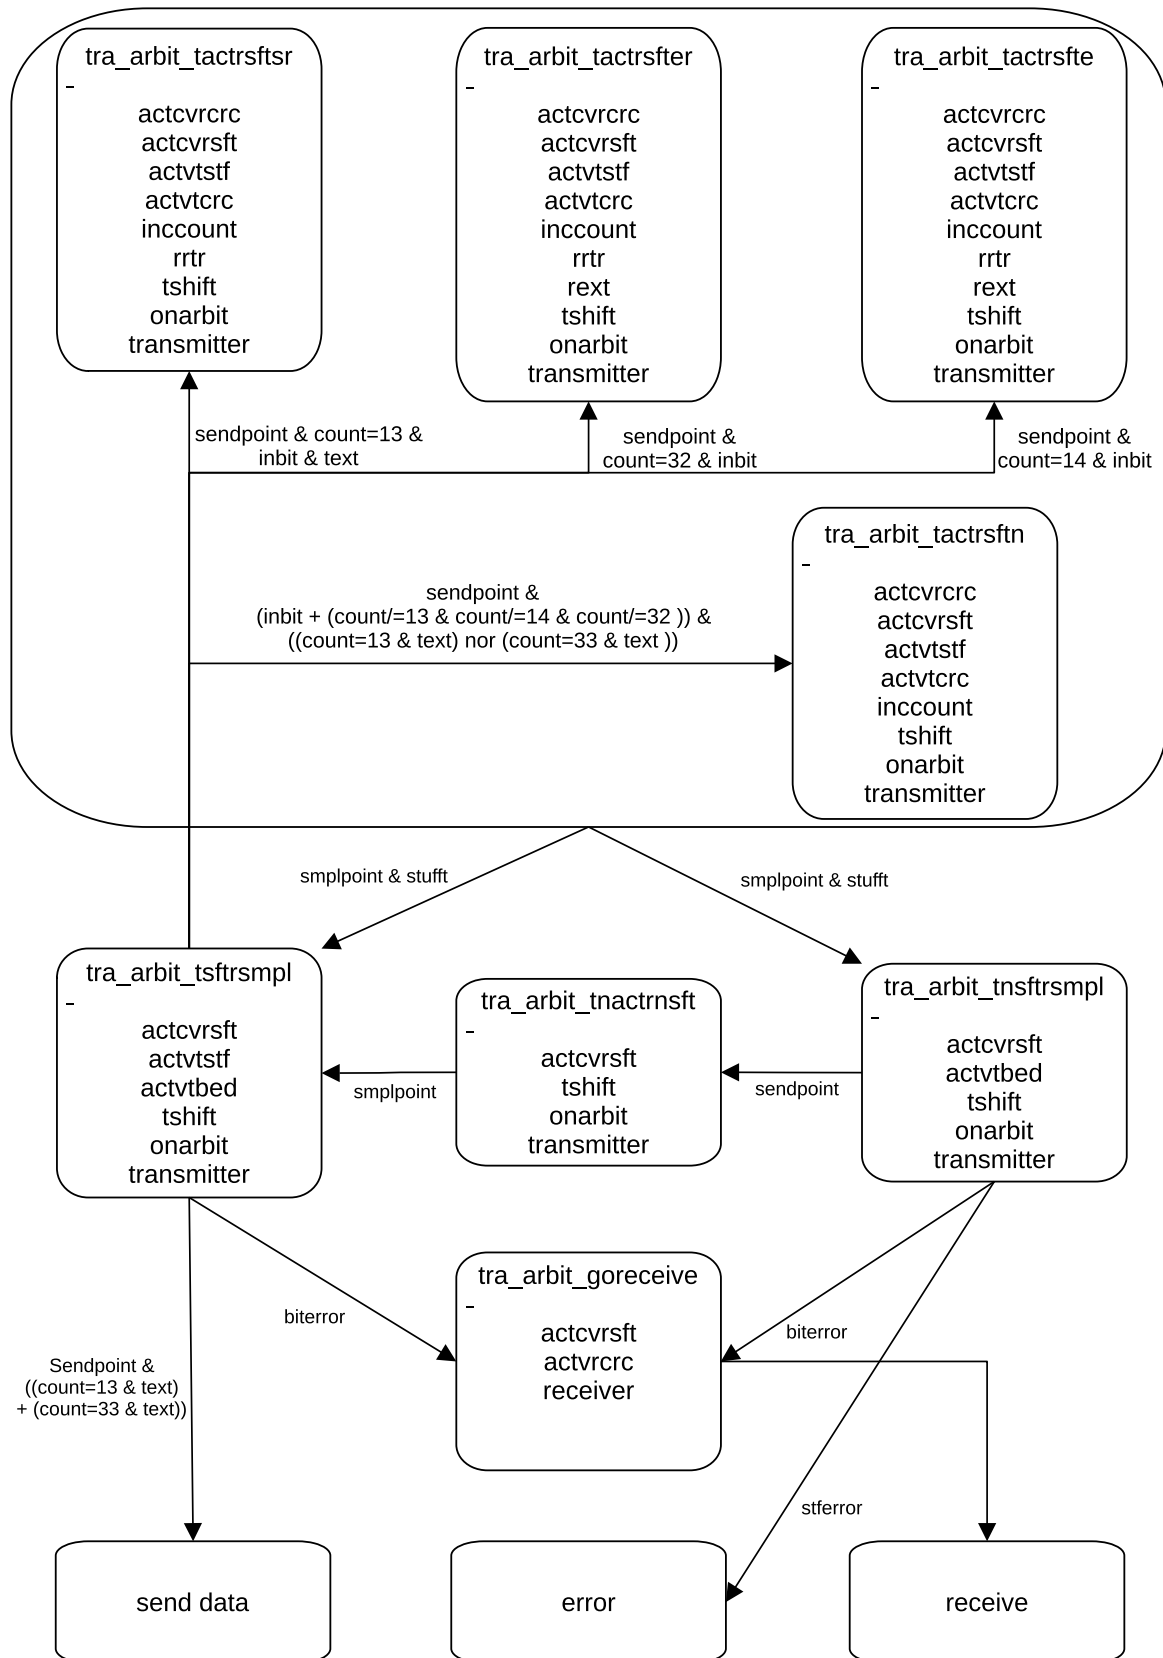 tra_arbit_tactrsftsr
-
actcvrcrc
actcvrsft
actvtstf
actvtcrc
inccount
rrtr
tshift
onarbit
transmitter
tra_arbit_tactrsfter
-
actcvrcrc
actcvrsft
actvtstf
actvtcrc
inccount
rrtr
rext
tshift
onarbit
transmitter
tra_arbit_tactrsfte
-
actcvrcrc
actcvrsft
actvtstf
actvtcrc
inccount
rrtr
rext
tshift
onarbit
transmitter
sendpoint & count=13 &
inbit & text
sendpoint &
count=32 & inbit
sendpoint &
count=14 & inbit
tra_arbit_tactrsftn
-
actcvrcrc
actcvrsft
actvtstf
actvtcrc
inccount
tshift
onarbit
transmitter
sendpoint &
(inbit + (count/=13 & count/=14 & count/=32 )) &
((count=13 & text) nor (count=33 & text ))
smplpoint & stufft
smplpoint & stufft
tra_arbit_tsftrsmpl
-
actcvrsft
actvtstf
actvtbed
tshift
onarbit
transmitter
smplpoint
tra_arbit_tnactrnsft
-
actcvrsft
tshift
onarbit
transmitter
sendpoint
tra_arbit_tnsftrsmpl
-
actcvrsft
actvtbed
tshift
onarbit
transmitter
biterror
tra_arbit_goreceive
-
actcvrsft
actvrcrc
receiver
biterror
Sendpoint &
((count=13 & text)
+ (count=33 & text))
stferror
send data
error
receive